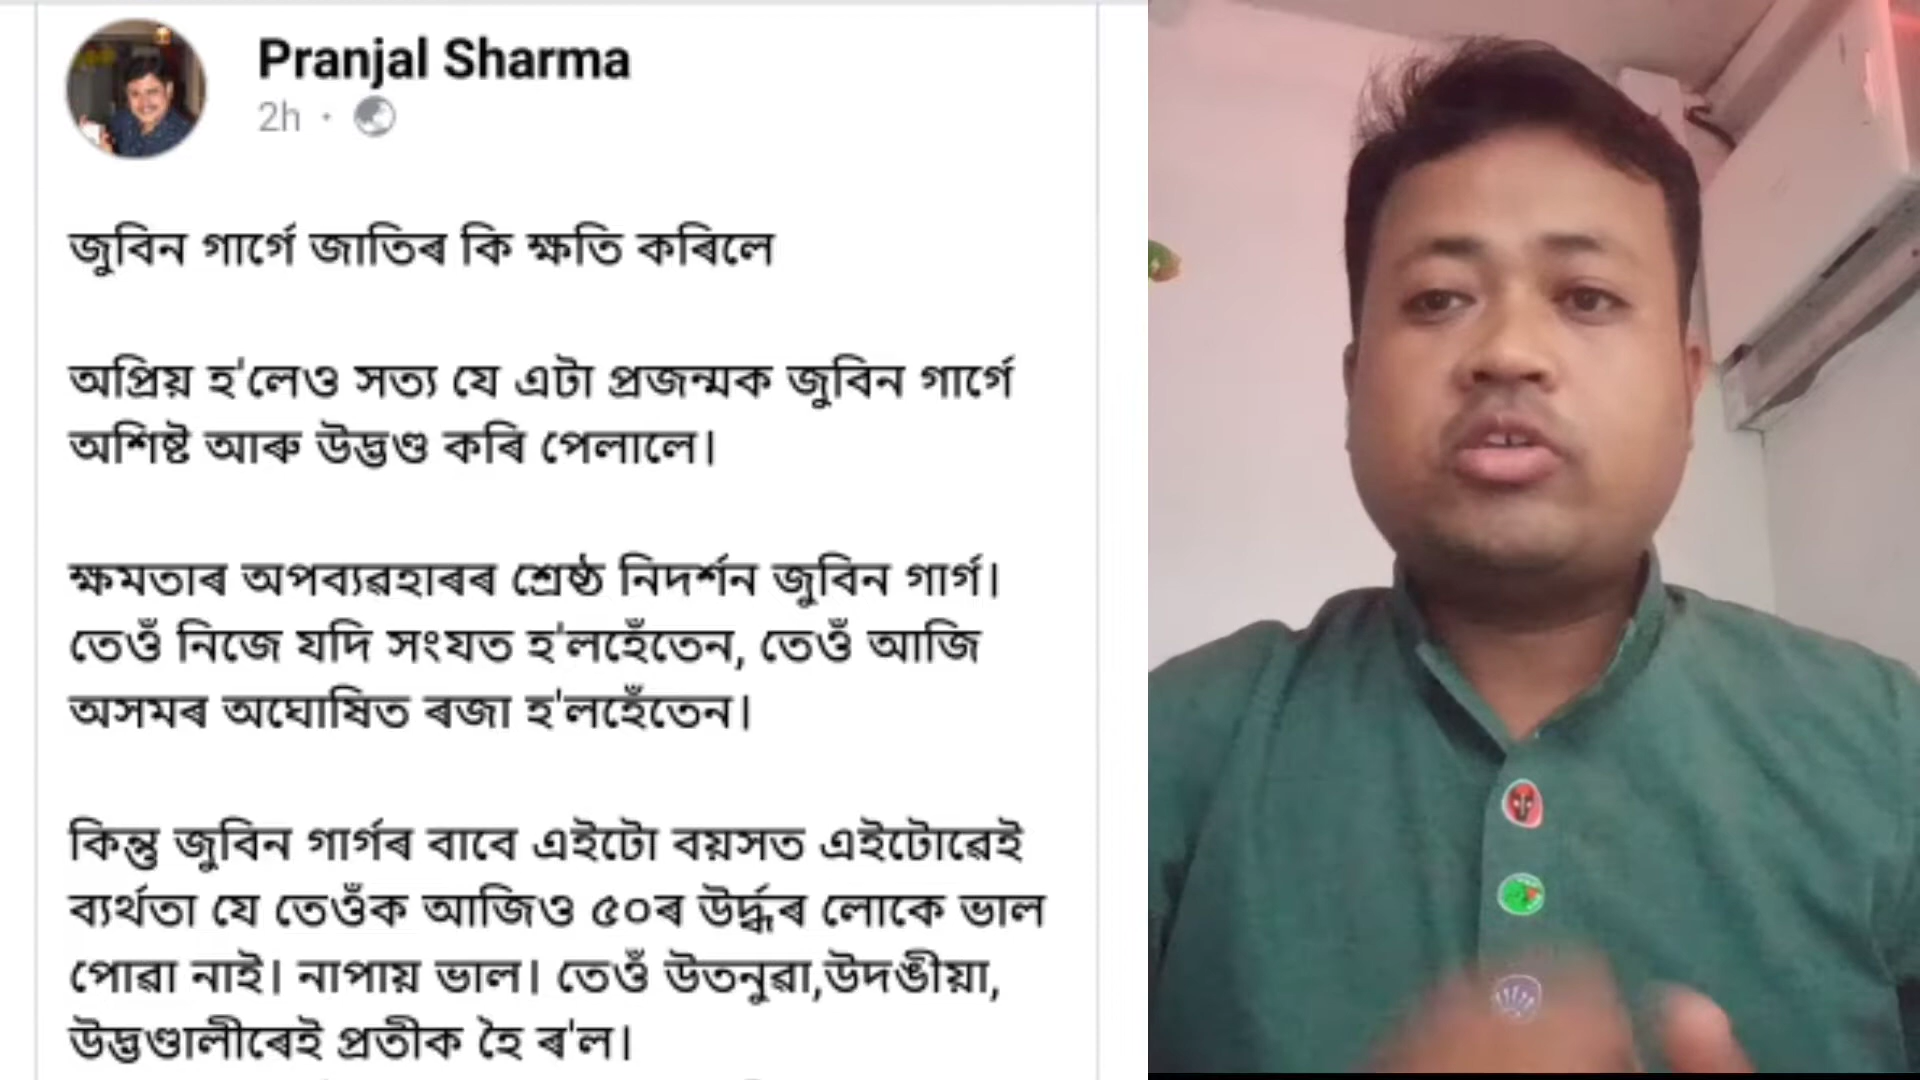 Pranjal Sharma
2h ·
জুবিন গাৰ্গে জাতিৰ কি ক্ষতি কৰিলে
অপ্ৰিয় হ'লেও সত্য যে এটা প্ৰজন্মক জুবিন গাৰ্গে
অশিষ্ট আৰু উদ্ভণ্ড কৰি পেলালে।
ক্ষমতাৰ অপব্যৱহাৰৰ শ্ৰেষ্ঠ নিদৰ্শন জুবিন গাৰ্গ।
তেওঁ নিজে যদি সংযত হ'লহেঁতেন, তেওঁ আজি
অসমৰ অঘোষিত ৰজা হ'লহেঁতেন।
কিন্তু জুবিন গাৰ্গৰ বাবে এইটো বয়সত এইটোৱেই
ব্যৰ্থতা যে তেওঁক আজিও ৫০ৰ উৰ্দ্ধৰ লোকে ভাল
পোৱা নাই। নাপায় ভাল। তেওঁ উতনুৱা,উদঙীয়া,
উদ্ভণ্ডালীৰেই প্ৰতীক হৈ ৰ'ল।